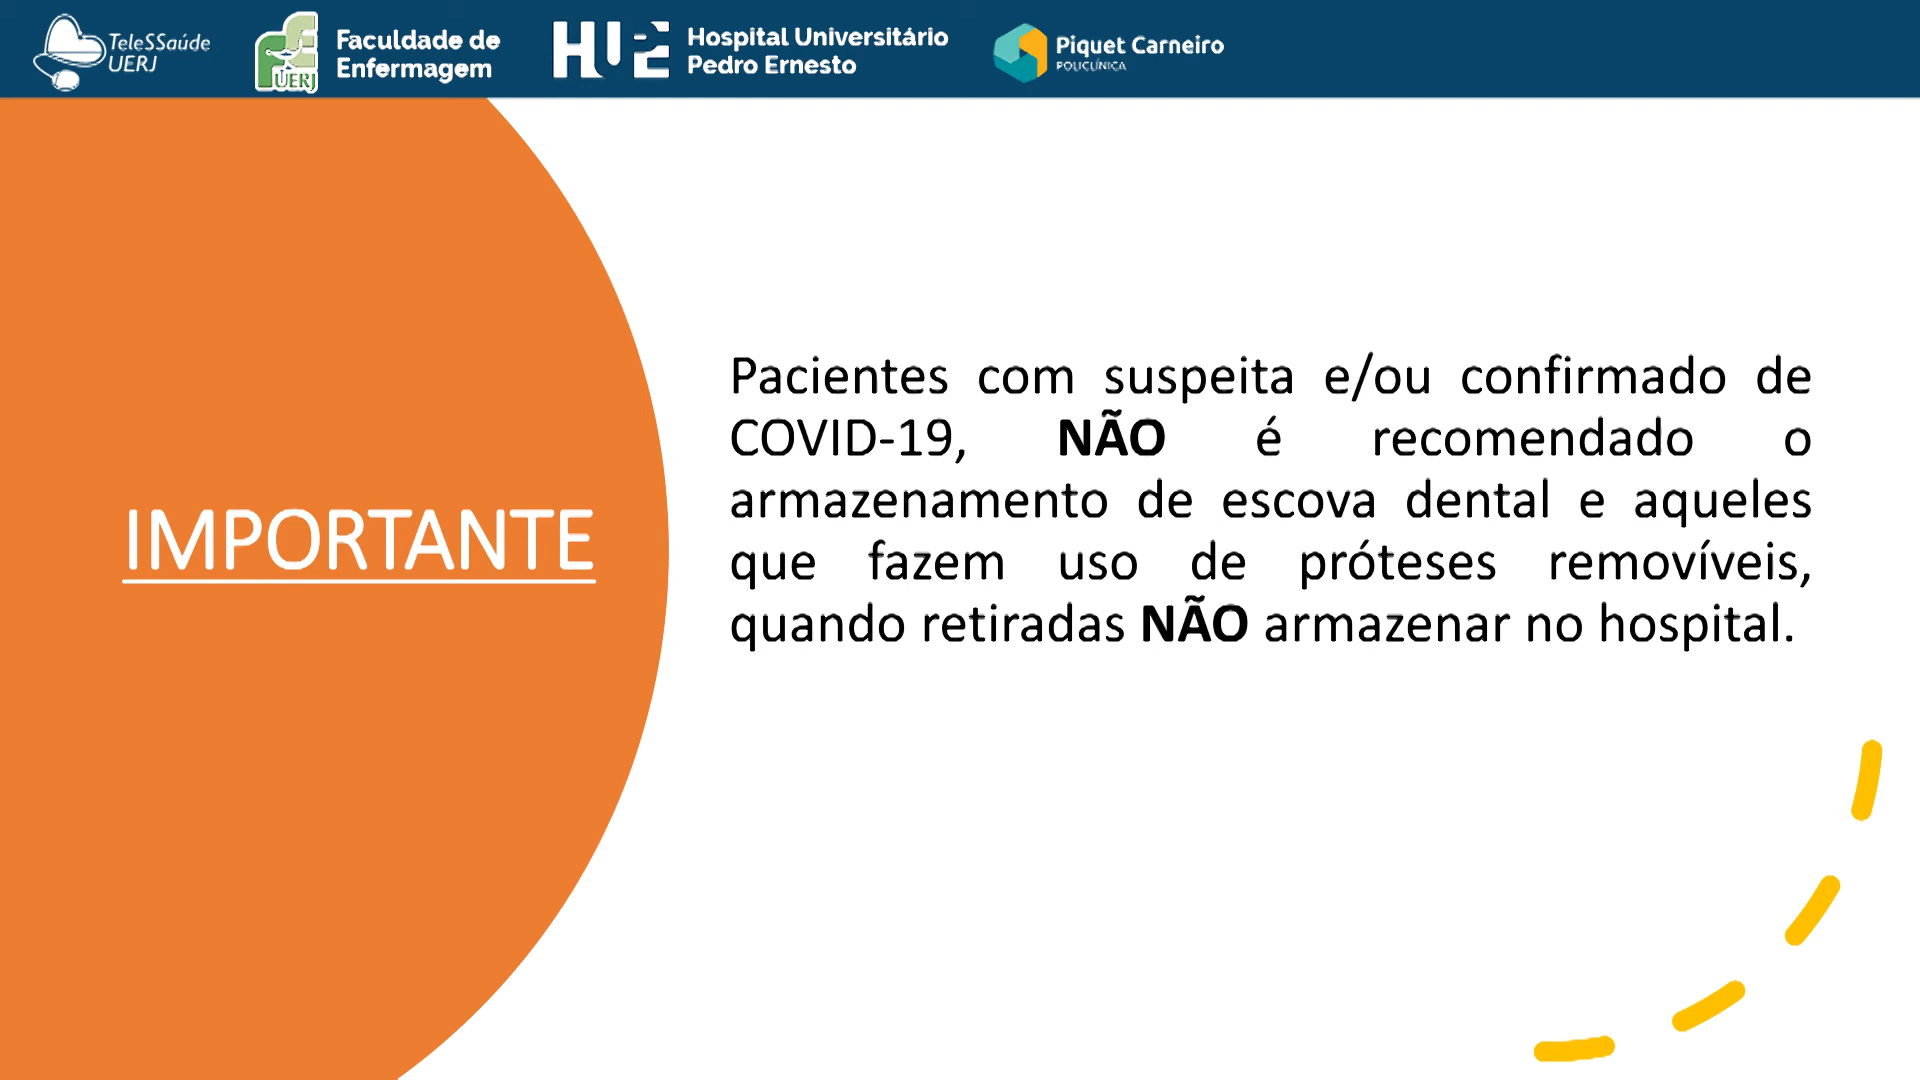 TeleSSaúde
UERJ
UERJ
Faculdade de
Enfermagem
Hospital Universitário
Pedro Ernesto
Piquet Carneiro
POLICLÍNICA
IMPORTANTE
Pacientes com suspeita e/ou confirmado de
COVID-19, NÃO é recomendado o
armazenamento de escova dental e aqueles
que fazem uso de próteses removíveis,
quando retiradas NÃO armazenar no hospital.